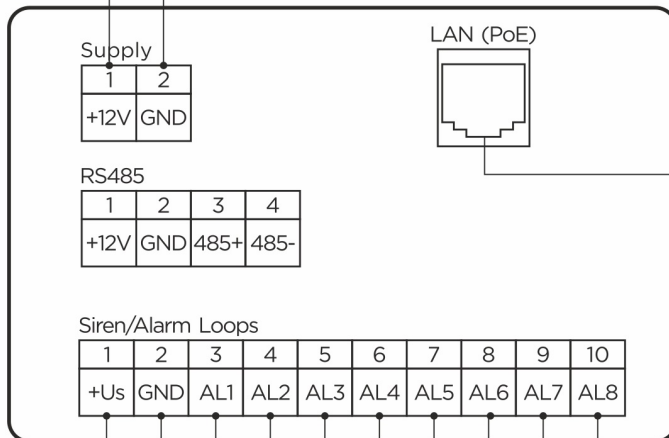 Supply
1 2
+12V GND
LAN (PoE)
RS485
1 2 3 4
+12V GND 485+ 485-
Siren/Alarm Loops
1 2 3 4 5 6 7 8 9 10
+Us GND AL1 AL2 AL3 AL4 AL5 AL6 AL7 AL8